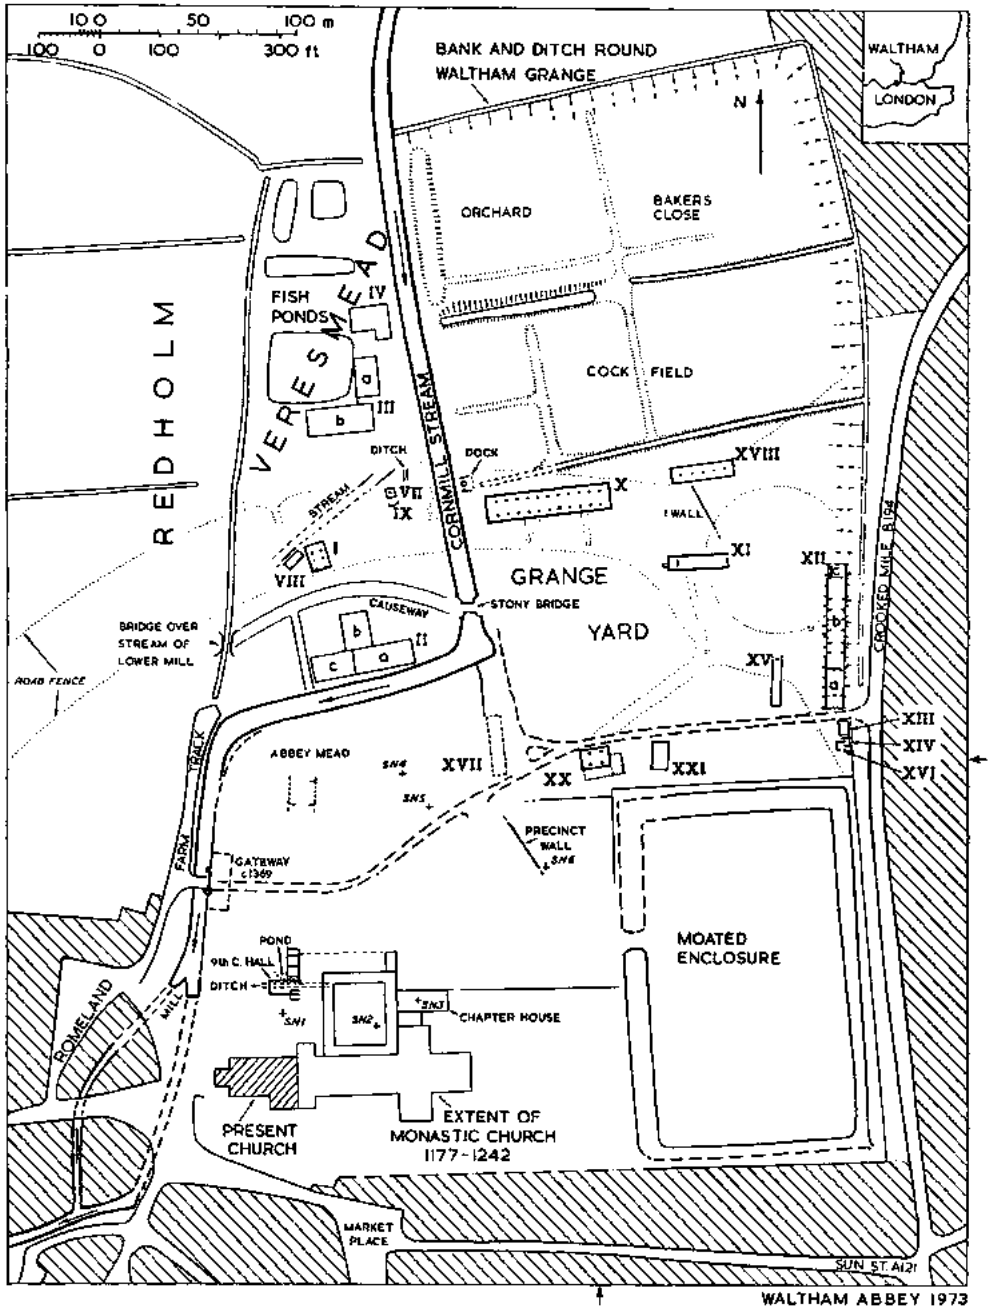 10 0 50 100 m
100 0 100 300 ft
BANK AND DITCH ROUND
WALTHAM GRANGE
WALTHAM
LONDON
N
ORCHARD
BAKERS
CLOSE
FISH
PONDS
IV
VERES MEAD
REDHOLM
a
b
III
COCK FIELD
CORNMILL STREAM
DITCH
DOCK
STREAM
VII
IX
X
XVIII
WALL
I
VIII
XI
XII
c
b
a
GRANGE
YARD
CROOKED MILE B194
STONY BRIDGE
CAUSEWAY
BRIDGE OVER
STREAM OF
LOWER MILL
b
c
a
II
ROAD FENCE
XV
XIII
XIV
XVI
ABBEY MEAD
SN4
SN5
XVII
XX
XXI
FARM TRACK
PRECINCT
WALL
SN6
GATEWAY
c1369
MOATED
ENCLOSURE
POND
9th C. HALL
DITCH
SN1
SN2
SN3
CHAPTER HOUSE
MILL
ROMELAND
PRESENT
CHURCH
EXTENT OF
MONASTIC CHURCH
1177-1242
MARKET
PLACE
SUN ST. A121
WALTHAM ABBEY 1973